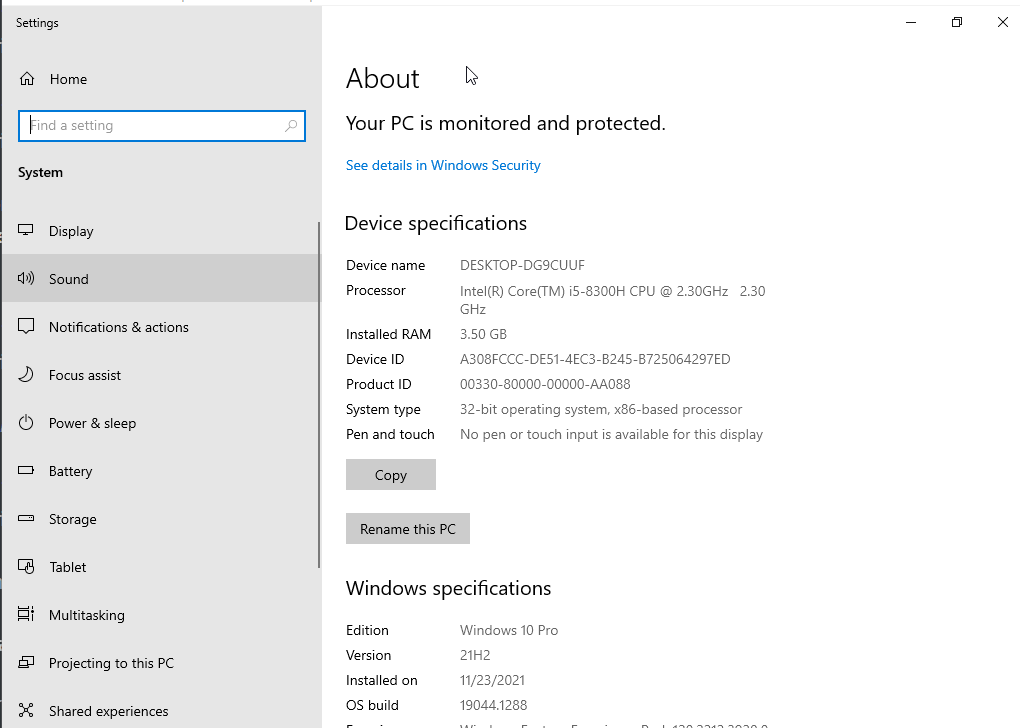 Settings
Home
Find a setting
System
Display
Sound
Notifications & actions
Focus assist
Power & sleep
Battery
Storage
Tablet
Multitasking
Projecting to this PC
Shared experiences
About
Your PC is monitored and protected.
See details in Windows Security
Device specifications
Device name DESKTOP-DG9CUUF
Processor Intel(R) Core(TM) i5-8300H CPU @ 2.30GHz 2.30
GHz
Installed RAM 3.50 GB
Device ID A308FCCC-DE51-4EC3-B245-B725064297ED
Product ID 00330-80000-00000-AA088
System type 32-bit operating system, x86-based processor
Pen and touch No pen or touch input is available for this display
Copy
Rename this PC
Windows specifications
Edition Windows 10 Pro
Version 21H2
Installed on 11/23/2021
OS build 19044.1288